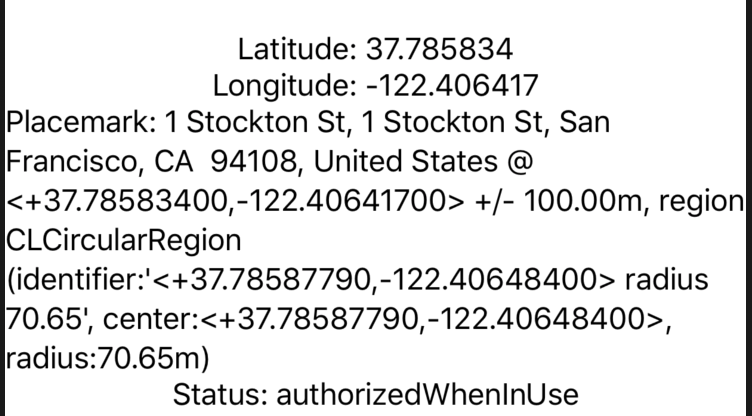 Latitude: 37.785834
Longitude: -122.406417
Placemark: 1 Stockton St, 1 Stockton St, San
Francisco, CA  94108, United States @
<+37.78583400,-122.40641700> +/- 100.00m, region
CLCircularRegion
(identifier:'<+37.78587790,-122.40648400> radius
70.65', center:<+37.78587790,-122.40648400>,
radius:70.65m)
Status: authorizedWhenInUse